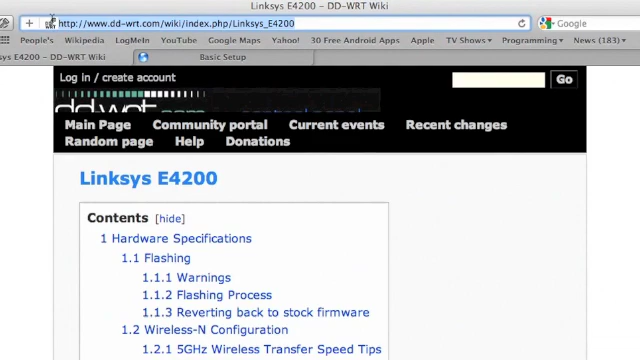 Linksys E4200 - DD-WRT Wiki
http://www.dd-wrt.com/wiki/index.php/Linksys_E4200
Google
People's Wikipedia YouTube Google Maps Yahoo! 30 Free Android Apps Apple TV Shows Programming News (183)
sys E4200 - DD-WRT Wiki Basic Setup
Log in / create account
Go
dd-wrt.com
Main Page Community portal Current events Recent changes
Random page Help Donations
Linksys E4200
Contents [hide]
1 Hardware Specifications
1.1 Flashing
1.1.1 Warnings
1.1.2 Flashing Process
1.1.3 Reverting back to stock firmware
1.2 Wireless-N Configuration
1.2.1 5GHz Wireless Transfer Speed Tips